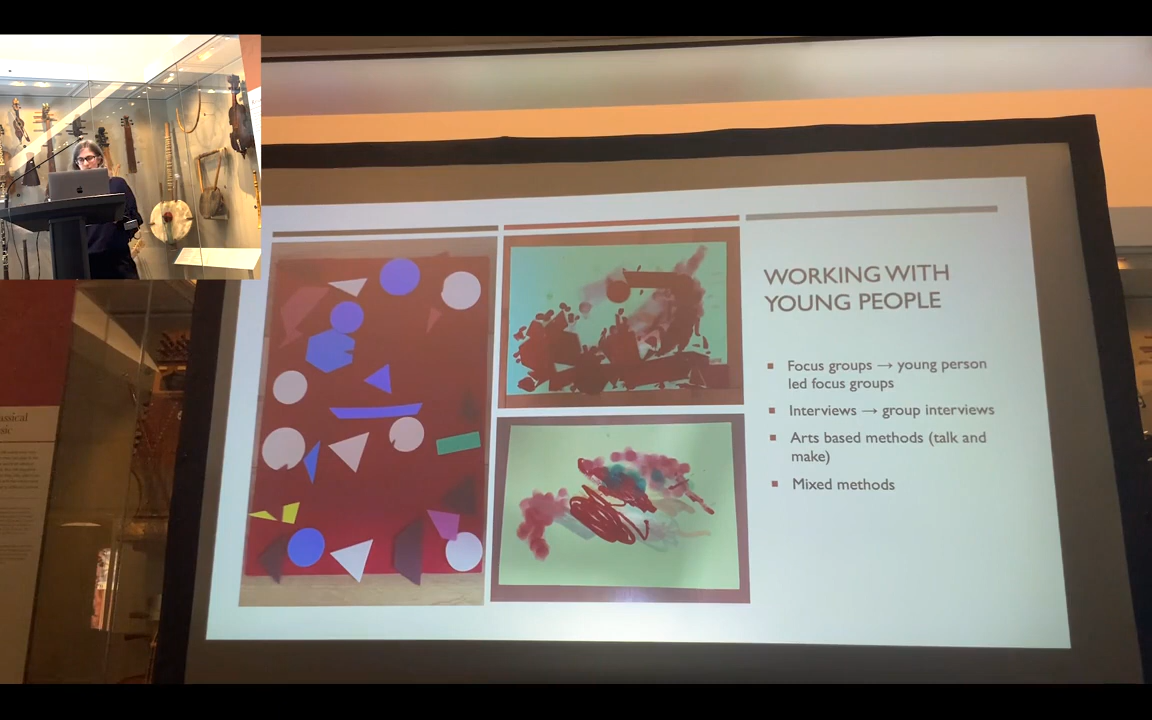 WORKING WITH
YOUNG PEOPLE
Focus groups → young person
led focus groups
Interviews → group interviews
Arts based methods (talk and
make)
Mixed methods